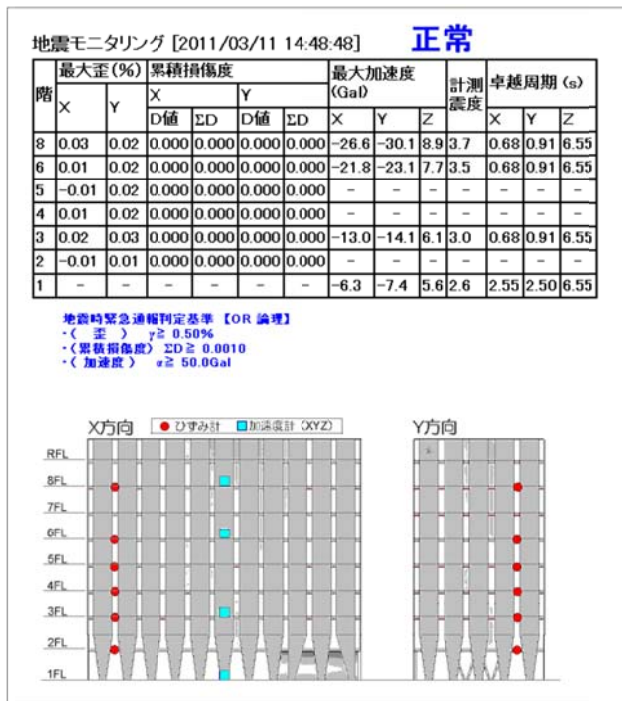 地震モニタリング [2011/03/11 14:48:48] 正常
階 最大歪(%) 累積損傷度 最大加速度(Gal) 計測震度 卓越周期 (s)
X Y X Y X Y Z X Y Z
D値 ΣD D値 ΣD
8 0.03 0.02 0.000 0.000 0.000 0.000 -26.6 -30.1 8.9 3.7 0.68 0.91 6.55
6 0.01 0.02 0.000 0.000 0.000 0.000 -21.8 -23.1 7.7 3.5 0.68 0.91 6.55
5 -0.01 0.02 0.000 0.000 0.000 0.000 - - - - - - -
4 0.01 0.02 0.000 0.000 0.000 0.000 - - - - - - -
3 0.02 0.03 0.000 0.000 0.000 0.000 -13.0 -14.1 6.1 3.0 0.68 0.91 6.55
2 -0.01 0.01 0.000 0.000 0.000 0.000 - - - - - - -
1 - - - - - - -6.3 -7.4 5.6 2.6 2.55 2.50 6.55
地震時緊急通報判定基準 【OR 論理】
・( 歪 ) γ≧ 0.50%
・(累積損傷度) ΣD≧ 0.0010
・( 加速度 ) α≧ 50.0Gal
X方向 ● ひずみ計 ■ 加速度計 (XYZ) Y方向
RFL
8FL
7FL
6FL
5FL
4FL
3FL
2FL
1FL